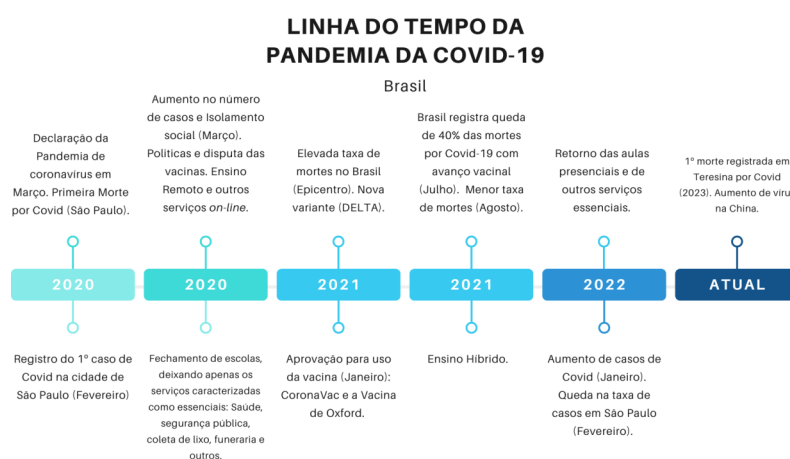 LINHA DO TEMPO DA
PANDEMIA DA COVID-19
Brasil
Declaração da
Pandemia de
coronavírus em
Março. Primeira Morte
por Covid (São Paulo).
Aumento no número
de casos e Isolamento
social (Março).
Políticas e disputa das
vacinas. Ensino
Remoto e outros
serviços on-line.
Elevada taxa de
mortes no Brasil
(Epicentro). Nova
variante (DELTA).
Brasil registra queda
de 40% das mortes
por Covid-19 com
avanço vacinal
(Julho). Menor taxa
de mortes (Agosto).
Retorno das aulas
presenciais e de
outros serviços
essenciais.
1º morte registrada em
Teresina por Covid
(2023). Aumento de viru
na China.
2020
2020
2021
2021
2022
ATUAL
Registro do 1º caso de
Covid na cidade de
São Paulo (Fevereiro)
Fechamento de escolas,
deixando apenas os
serviços caracterizadas
como essenciais: Saúde,
segurança pública,
coleta de lixo, funeraria e
outros.
Aprovação para uso
da vacina (Janeiro):
CoronaVac e a Vacina
de Oxford.
Ensino Híbrido.
Aumento de casos de
Covid (Janeiro).
Queda na taxa de
casos em São Paulo
(Fevereiro).